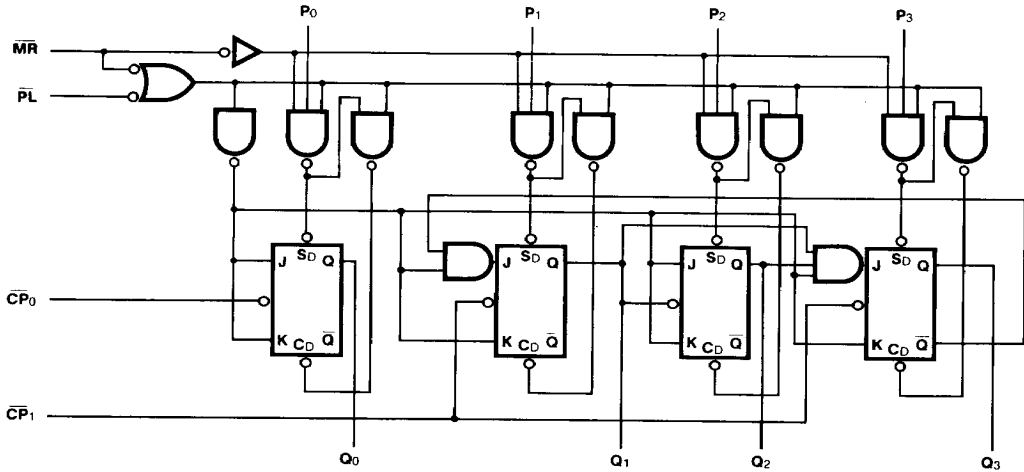 P0 P1 P2 P3
MR
PL
J SD Q
K CD Q
J SD Q
K CD Q
J SD Q
K CD Q
J SD Q
K CD Q
CP0
CP1
Q0 Q1 Q2 Q3